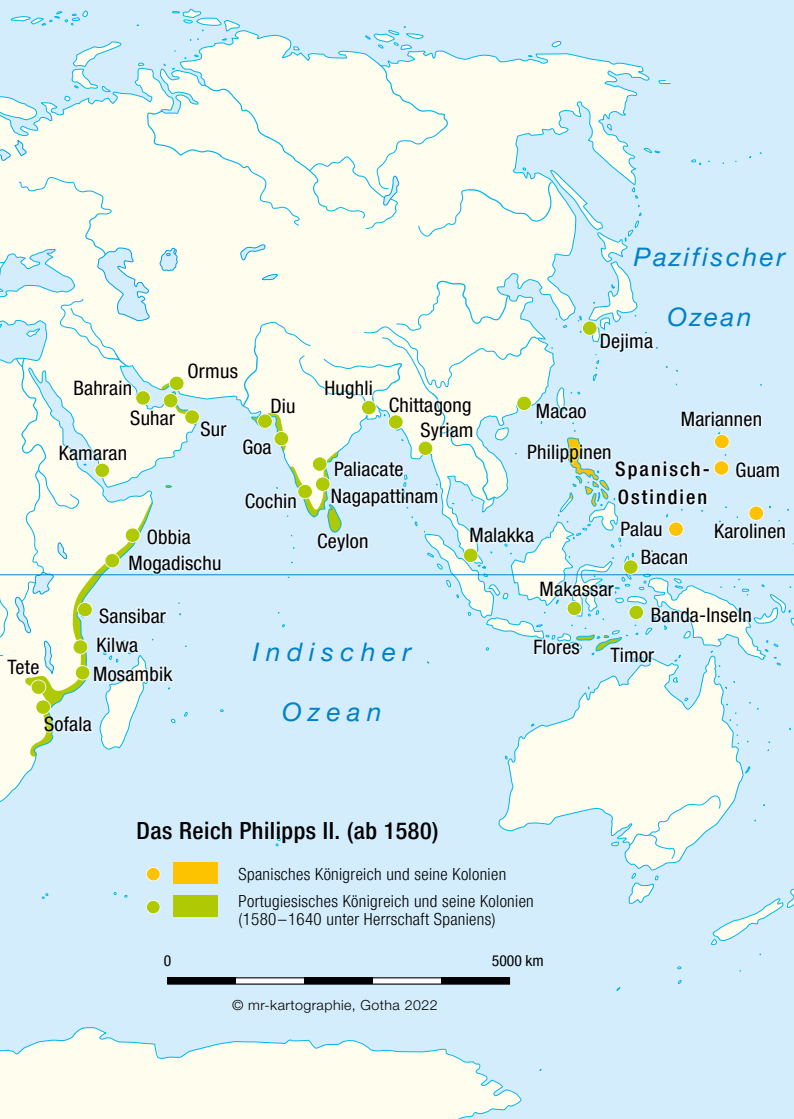 Pazifischer
Ozean
Dejima
Ormus
Bahrain
Suhar
Sur
Kamaran
Diu
Goa
Hughli
Chittagong
Syriam
Macao
Mariannen
Philippinen
Spanisch-
Ostindien
Guam
Paliacate
Nagapattinam
Cochin
Ceylon
Palau
Karolinen
Obbia
Mogadischu
Malakka
Bacan
Makassar
Sansibar
Banda-Inseln
Kilwa
Flores
Timor
Tete
Mosambik
Sofala
Indischer
Ozean
Das Reich Philipps II. (ab 1580)
Spanisches Königreich und seine Kolonien
Portugiesisches Königreich und seine Kolonien
(1580–1640 unter Herrschaft Spaniens)
0 5000 km
© mr-kartographie, Gotha 2022